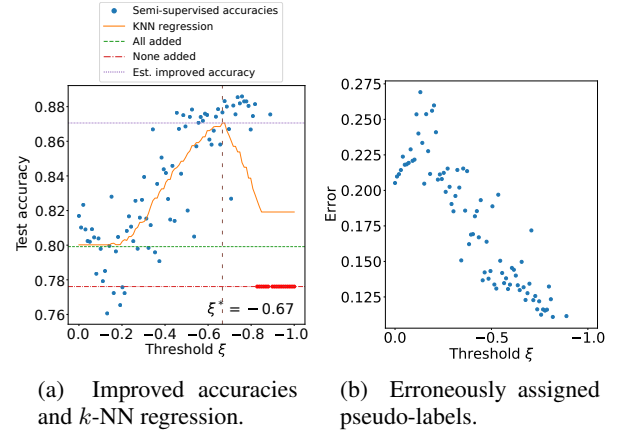 Semi-supervised accuracies
KNN regression
All added
None added
Est. improved accuracy
0.88
0.86
0.84
0.82
0.80
0.78
0.76
Test accuracy
ξ* = −0.67
0.0 −0.2 −0.4 −0.6 −0.8 −1.0
Threshold ξ
0.275
0.250
0.225
0.200
0.175
0.150
0.125
Error
0.0 −0.5 −1.0
Threshold ξ
(a) Improved accuracies
and k-NN regression.
(b) Erroneously assigned
pseudo-labels.